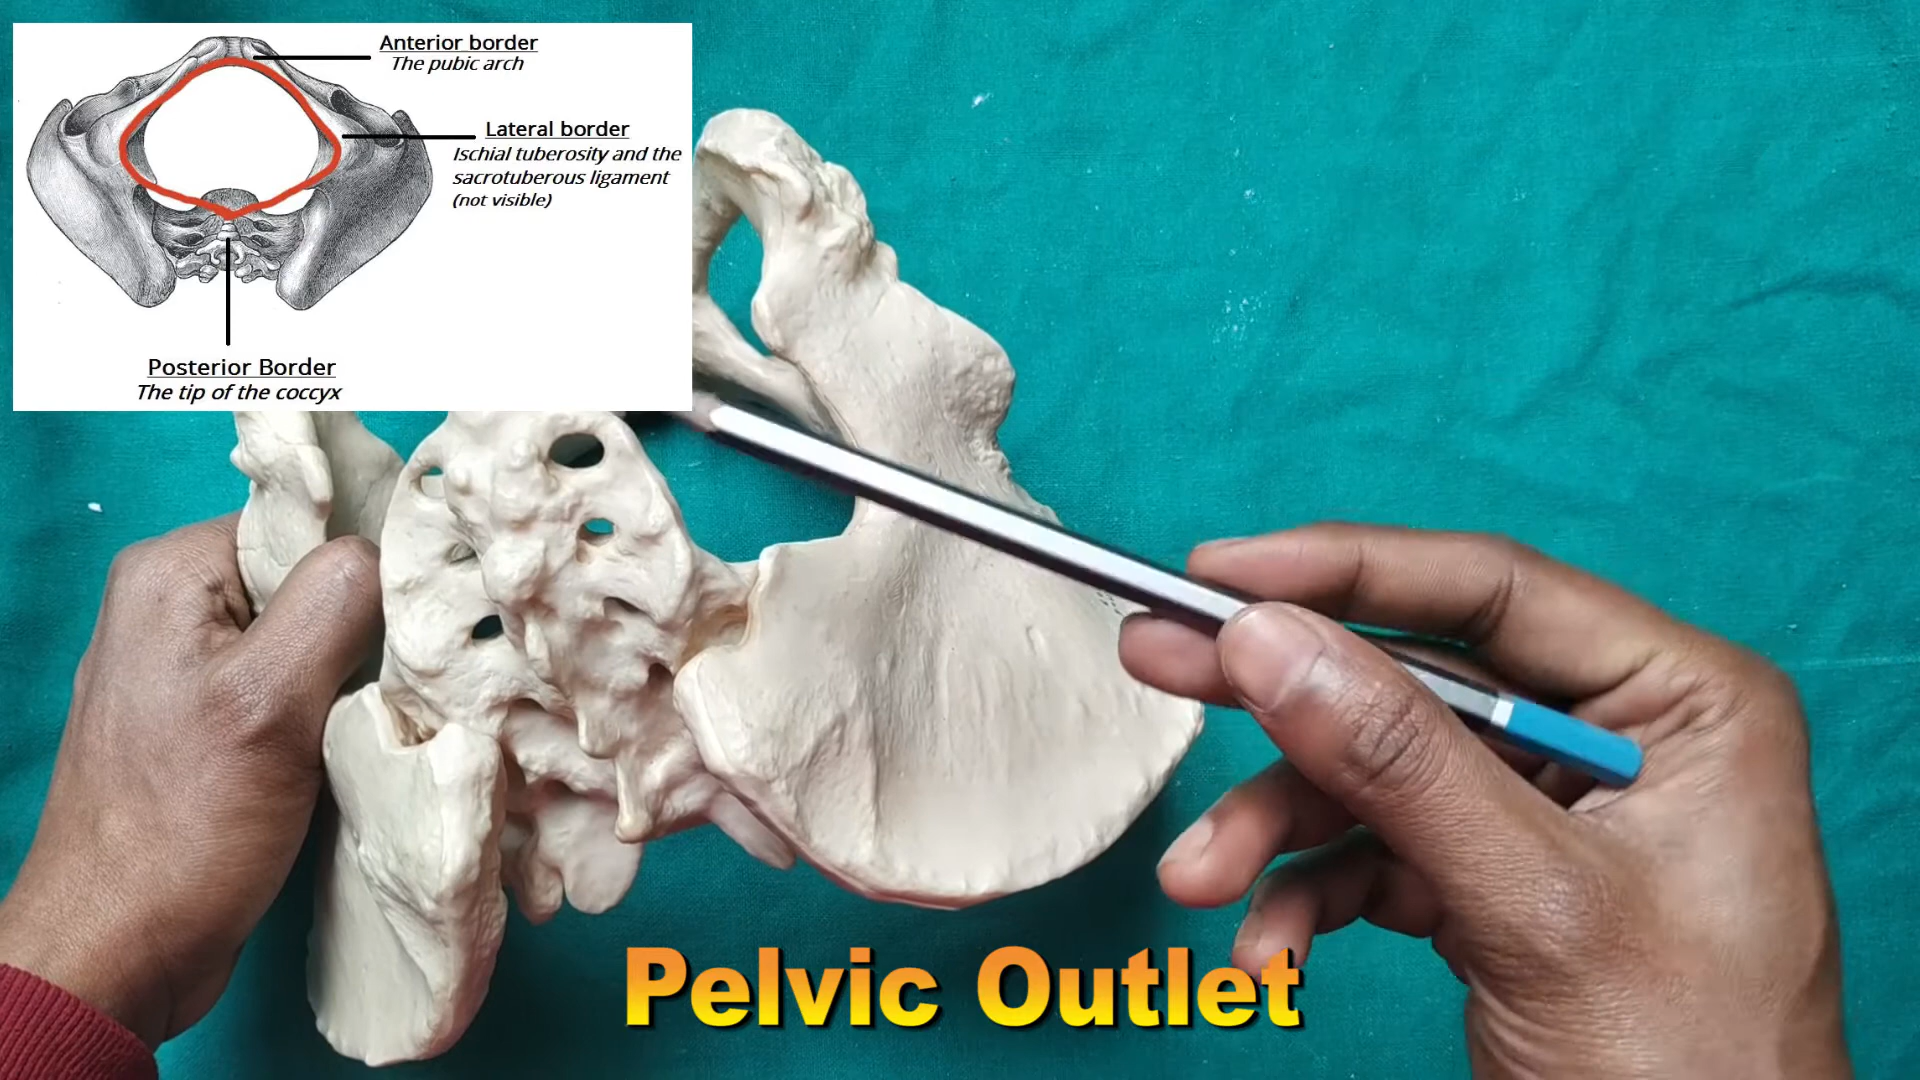 Anterior border
The pubic arch
Lateral border
Ischial tuberosity and the
sacrotuberous ligament
(not visible)
Posterior Border
The tip of the coccyx
Pelvic Outlet